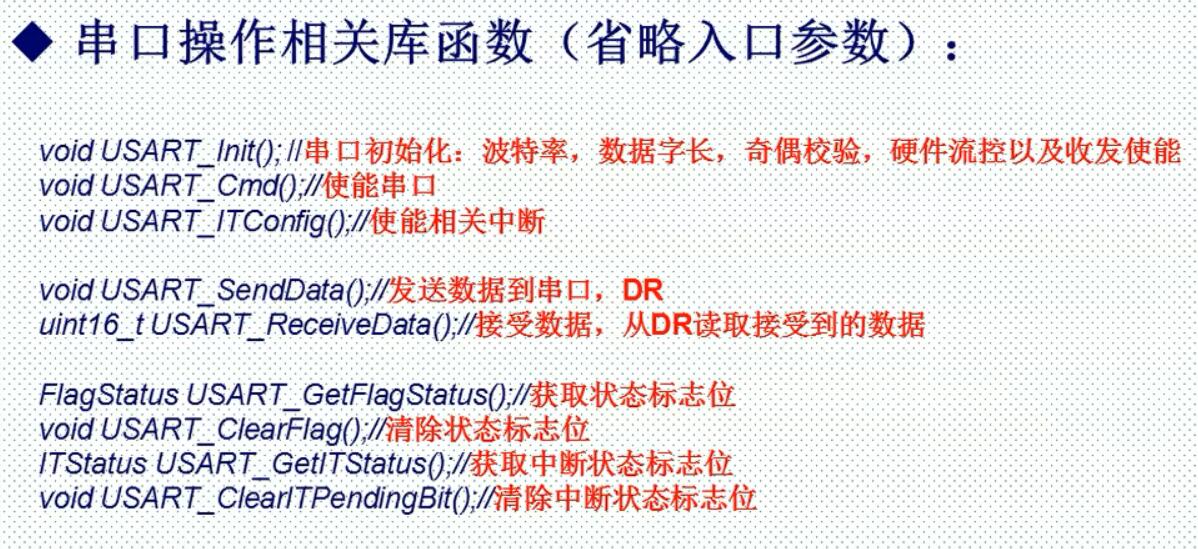 ◆ 串口操作相关库函数（省略入口参数）：
void USART_Init(); //串口初始化：波特率，数据字长，奇偶校验，硬件流控以及收发使能
void USART_Cmd();//使能串口
void USART_ITConfig();//使能相关中断
void USART_SendData();//发送数据到串口，DR
uint16_t USART_ReceiveData();//接受数据，从DR读取接受到的数据
FlagStatus USART_GetFlagStatus();//获取状态标志位
void USART_ClearFlag();//清除状态标志位
ITStatus USART_GetITStatus();//获取中断状态标志位
void USART_ClearITPendingBit();//清除中断状态标志位